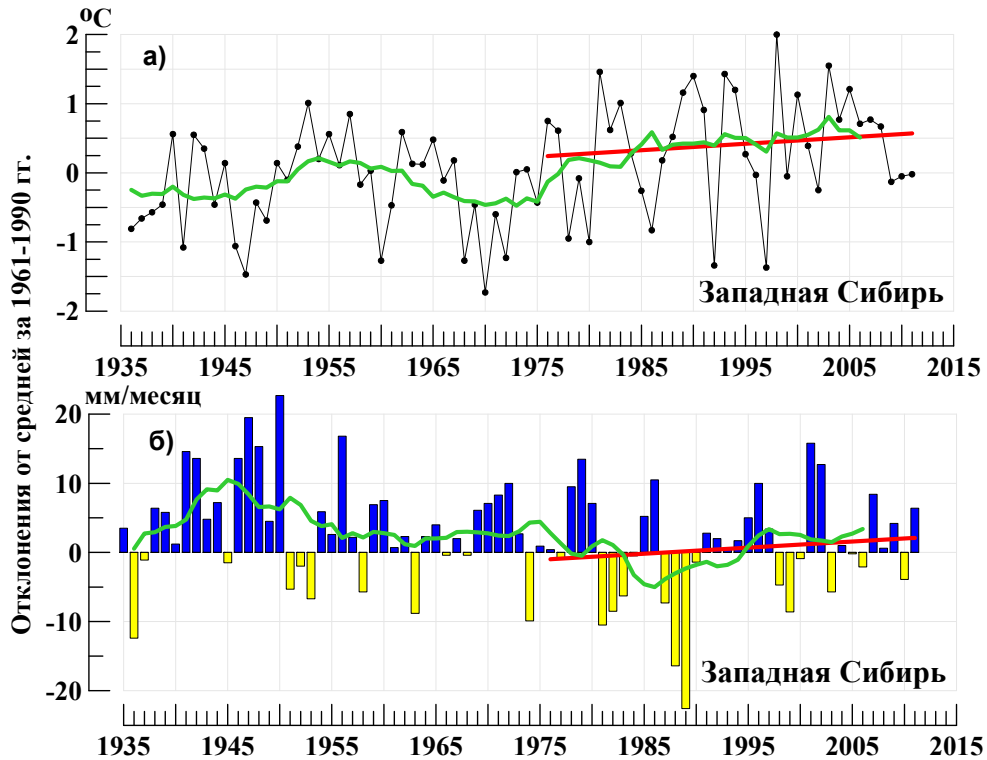 Отклонения от средней за 1961-1990 гг.
ºC
а)
2
1
0
-1
-2
Западная Сибирь
1935 1945 1955 1965 1975 1985 1995 2005 2015
мм/месяц
б)
20
10
0
-10
-20
Западная Сибирь
1935 1945 1955 1965 1975 1985 1995 2005 2015